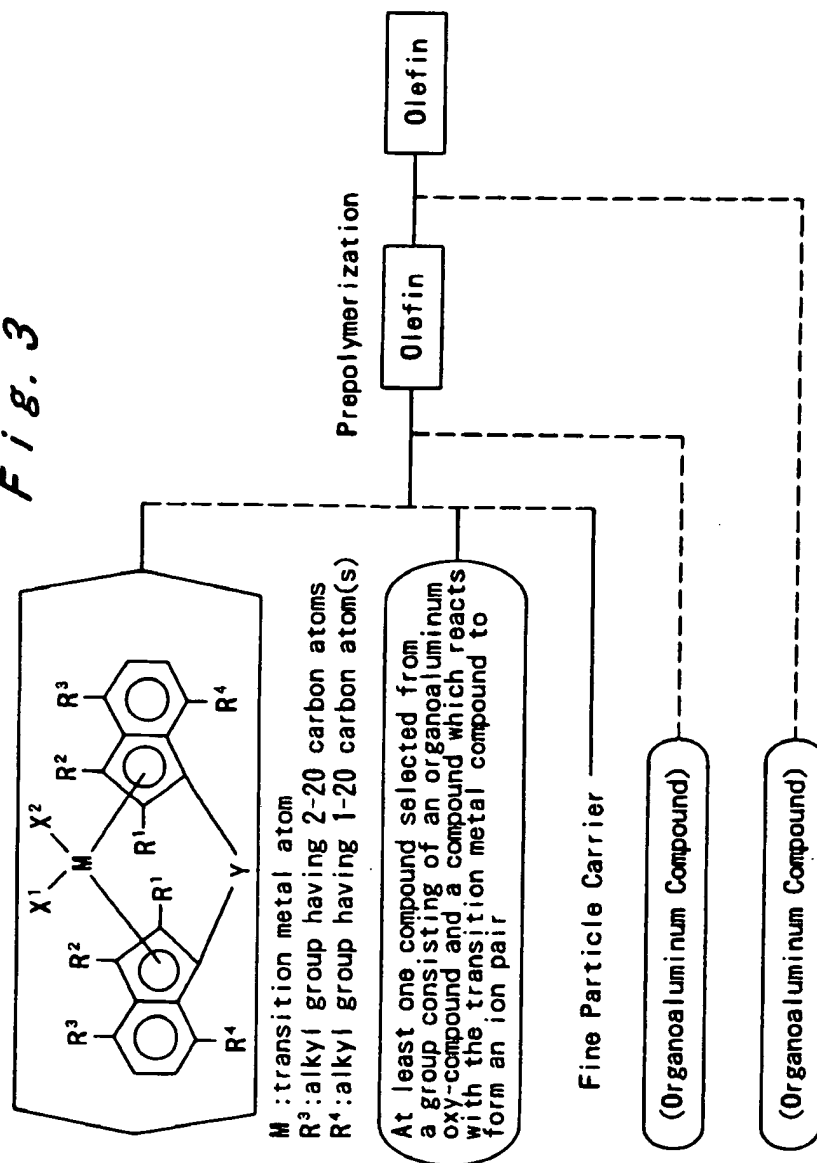 Fig. 3
X¹ X²
M
R³ R² R² R³
R¹ R¹
R⁴ Y R⁴
M :transition metal atom
R³:alkyl group having 2-20 carbon atoms
R⁴:alkyl group having 1-20 carbon atom(s)
At least one compound selected from
a group consisting of an organoaluminum
oxy-compound and a compound which reacts
with the transition metal compound to
form an ion pair
Fine Particle Carrier
(Organoaluminum Compound)
(Organoaluminum Compound)
Prepolymerization
Olefin
Olefin